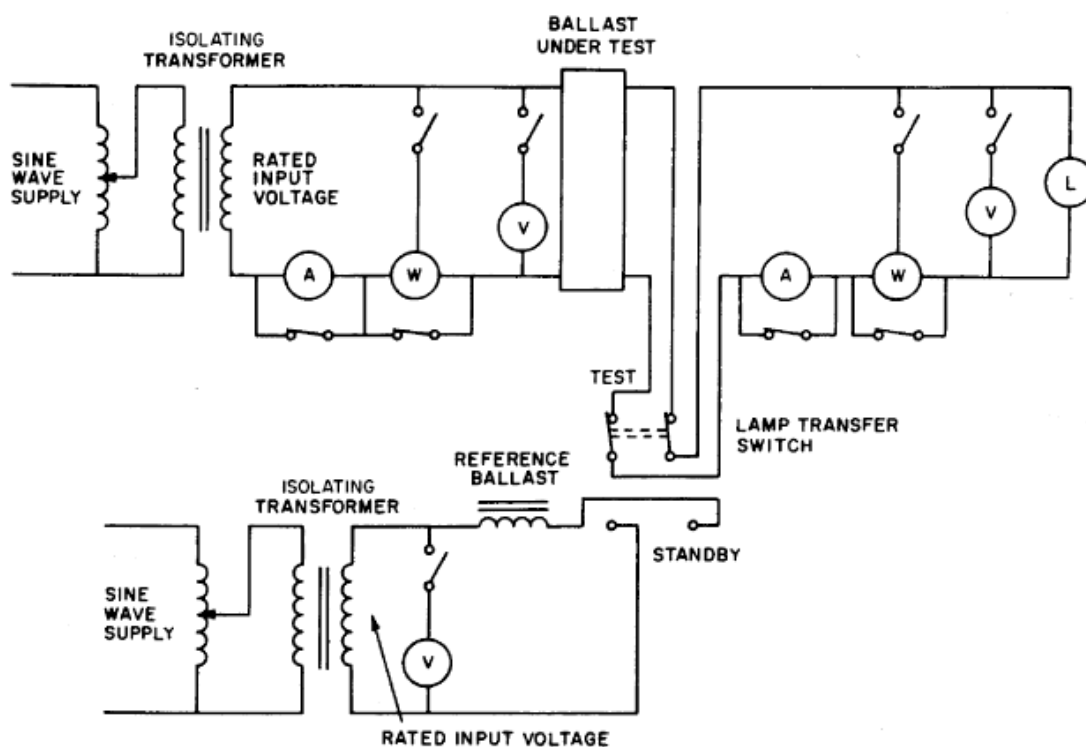 BALLAST
UNDER TEST
ISOLATING
TRANSFORMER
SINE
WAVE
SUPPLY
RATED
INPUT
VOLTAGE
V
A
W
L
V
A
W
TEST
LAMP TRANSFER
SWITCH
REFERENCE
BALLAST
ISOLATING
TRANSFORMER
STANDBY
SINE
WAVE
SUPPLY
V
RATED INPUT VOLTAGE